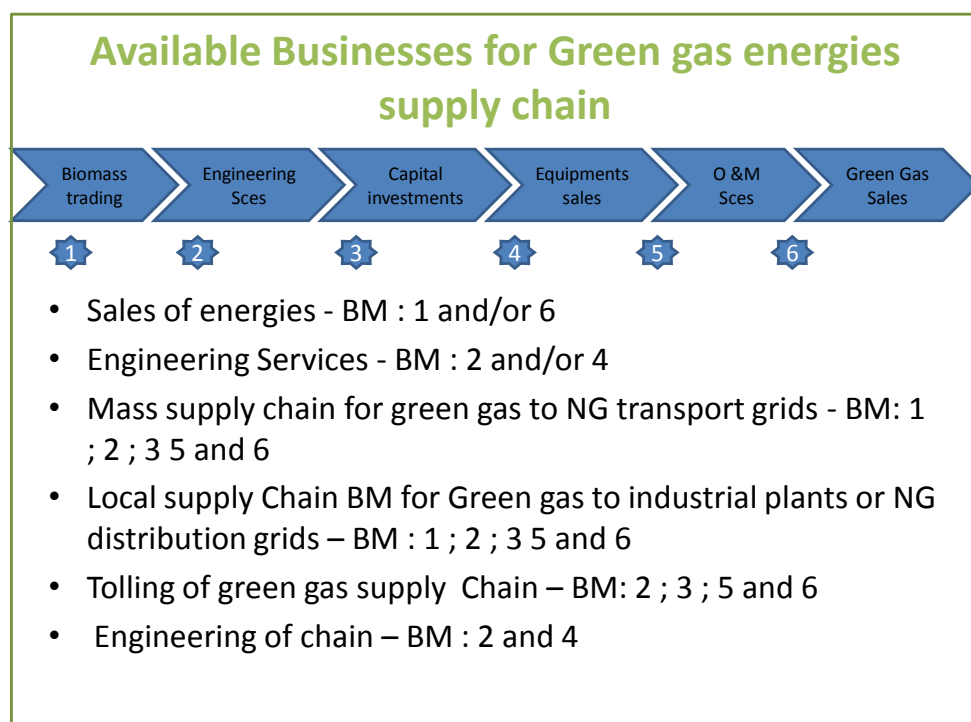 Available Businesses for Green gas energies
supply chain
Biomass
trading
Engineering
Sces
Capital
investments
Equipments
sales
O &M
Sces
Green Gas
Sales
1
2
3
4
5
6
• Sales of energies - BM : 1 and/or 6
• Engineering Services - BM : 2 and/or 4
• Mass supply chain for green gas to NG transport grids - BM: 1
; 2 ; 3 5 and 6
• Local supply Chain BM for Green gas to industrial plants or NG
distribution grids – BM : 1 ; 2 ; 3 5 and 6
• Tolling of green gas supply Chain – BM: 2 ; 3 ; 5 and 6
• Engineering of chain – BM : 2 and 4